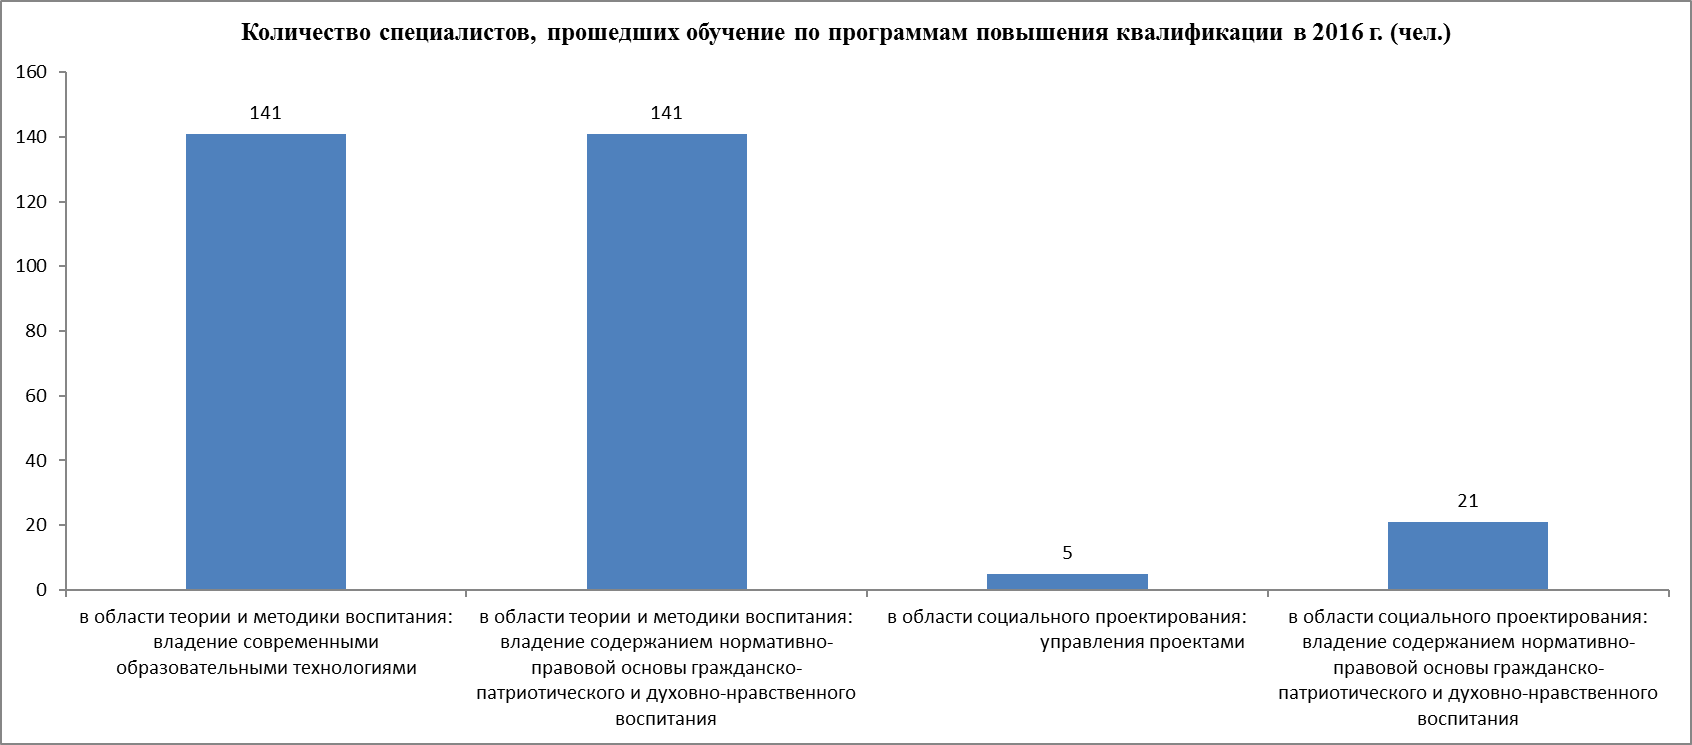 Количество специалистов, прошедших обучение по программам повышения квалификации в 2016 г. (чел.)
160
140
120
100
80
60
40
20
0
141
141
5
21
в области теории и методики воспитания:
владение современными
образовательными технологиями
в области теории и методики воспитания:
владение содержанием нормативно-
правовой основы гражданско-
патриотического и духовно-нравственного
воспитания
в области социального проектирования:
управления проектами
в области социального проектирования:
владение содержанием нормативно-
правовой основы гражданско-
патриотического и духовно-нравственного
воспитания